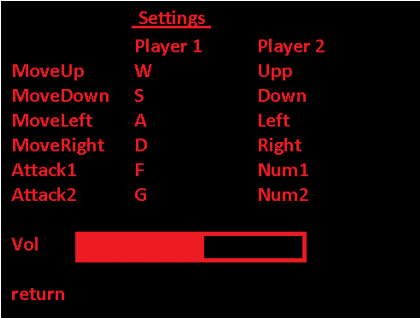 Settings
Player 1 Player 2
MoveUp W Upp
MoveDown S Down
MoveLeft A Left
MoveRight D Right
Attack1 F Num1
Attack2 G Num2
Vol
return